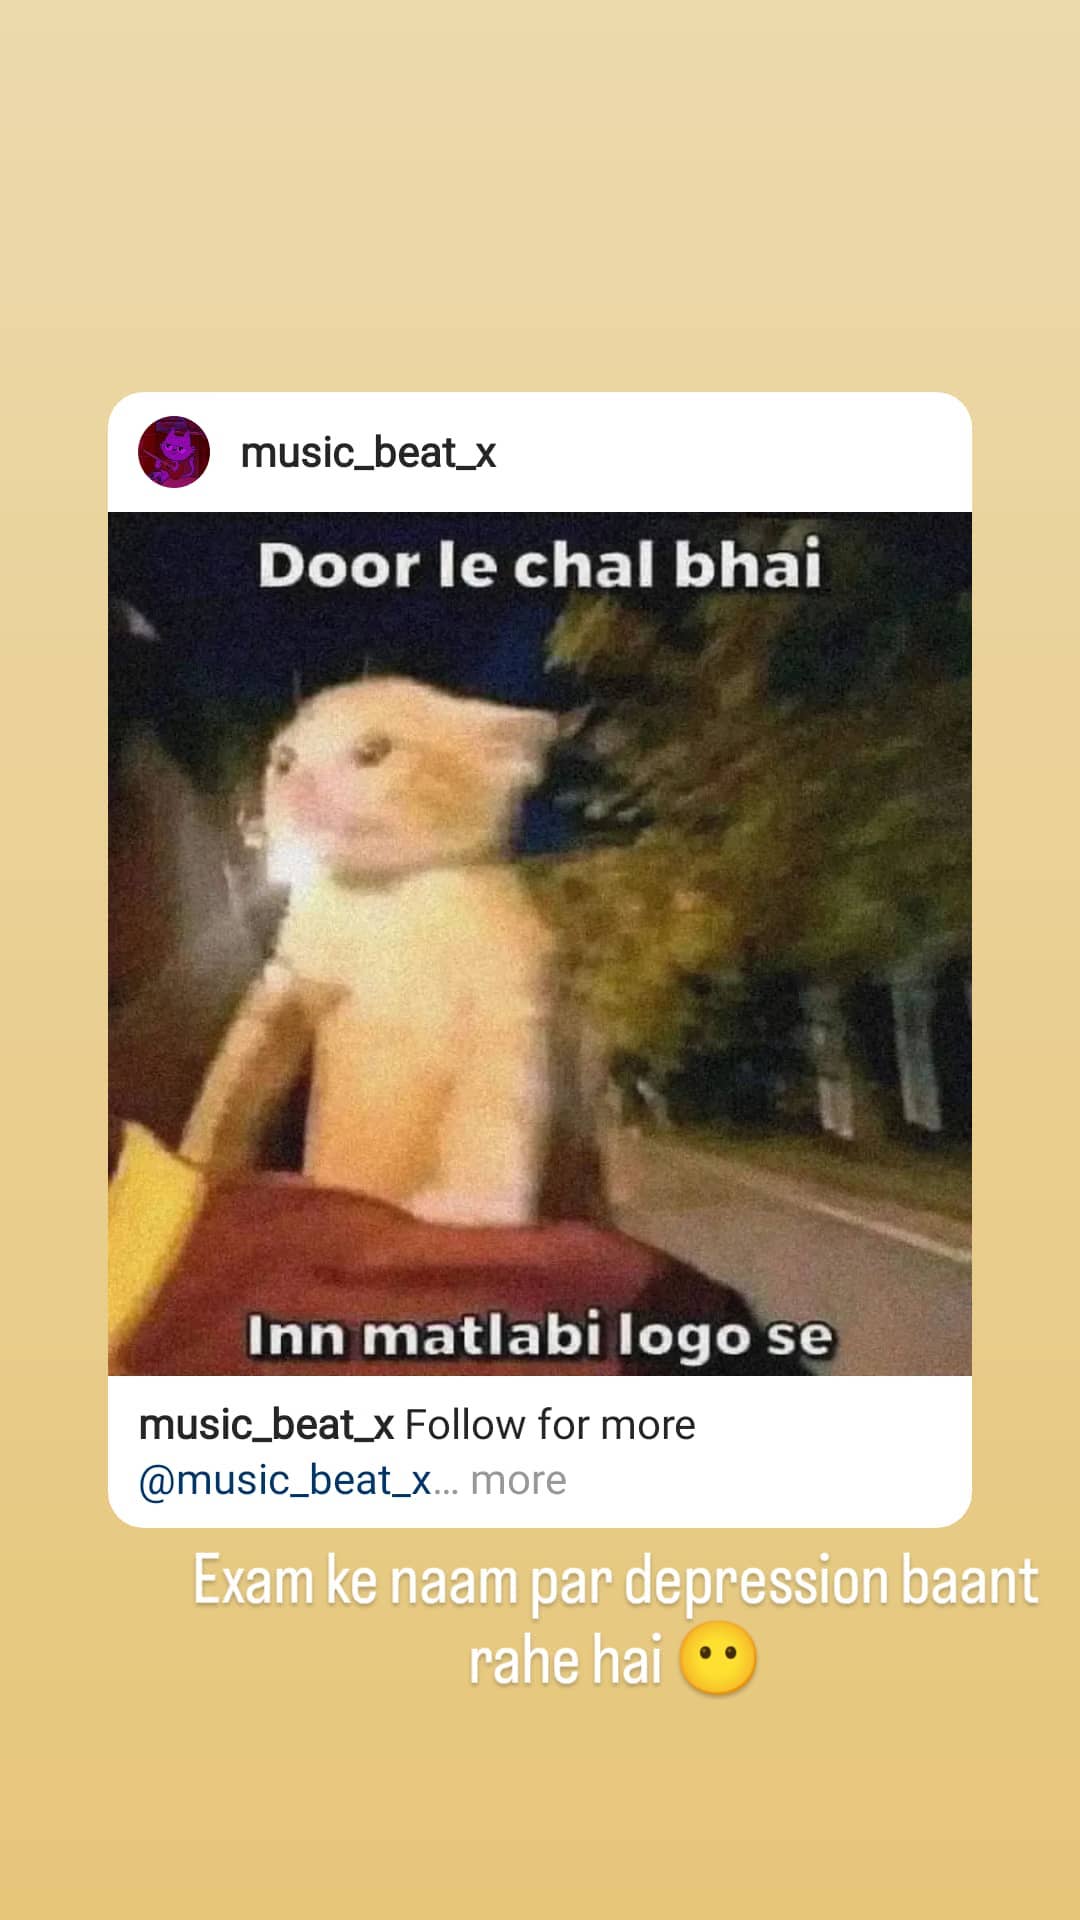 music_beat_x
Door le chal bhai
Inn matlabi logo se
music_beat_x Follow for more
@music_beat_x... more
Exam ke naam par depression baant
rahe hai 😶